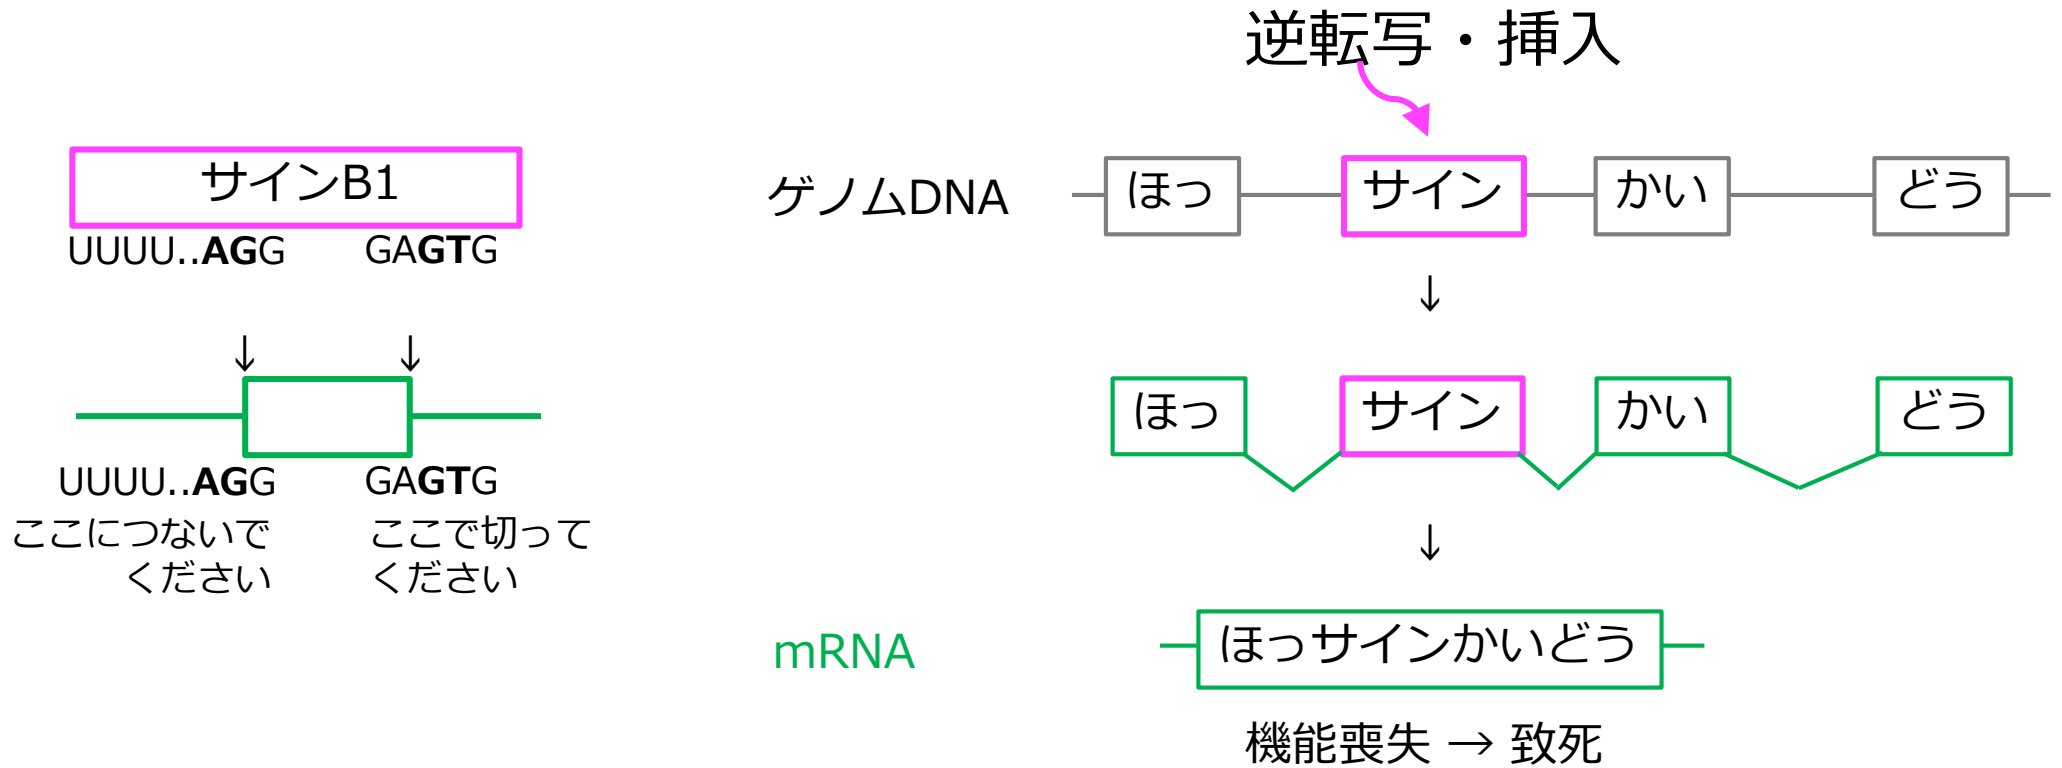 逆転写・挿入
サインB1
UUUU..AGG GAGTG
ゲノムDNA
ほっ サイン かい どう
↓
↓ ↓
ほっ サイン かい どう
UUUU..AGG GAGTG
ここにつないで
ください
ここで切って
ください
↓
mRNA
ほっサインかいどう
機能喪失 → 致死